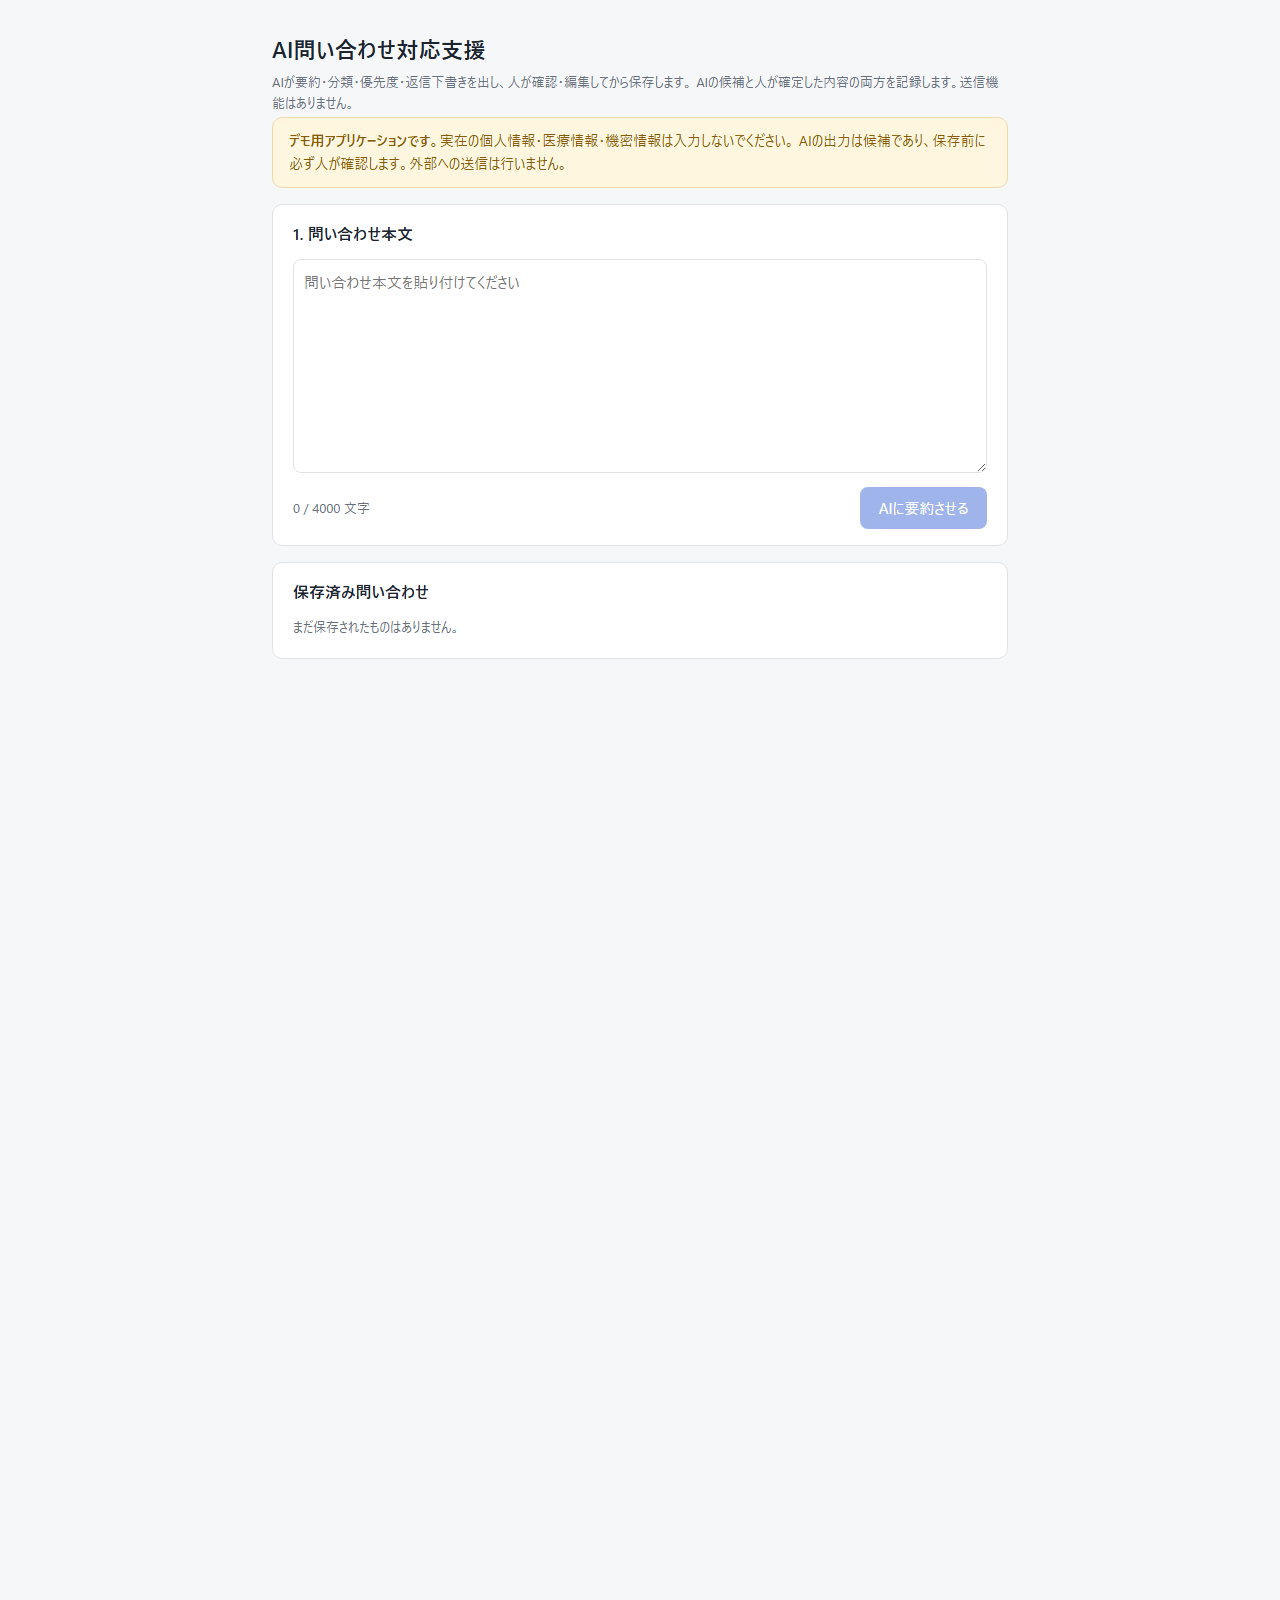 AI問い合わせ対応支援
AIが要約・分類・優先度・返信下書きを出し、人が確認・編集してから保存します。AIの候補と人が確定した内容の両方を記録します。送信機
能はありません。
デモ用アプリケーションです。実在の個人情報・医療情報・機密情報は入力しないでください。AIの出力は候補であり、保存前に
必ず人が確認します。外部への送信は行いません。
1. 問い合わせ本文
問い合わせ本文を貼り付けてください
0 / 4000 文字
AIに要約させる
保存済み問い合わせ
まだ保存されたものはありません。